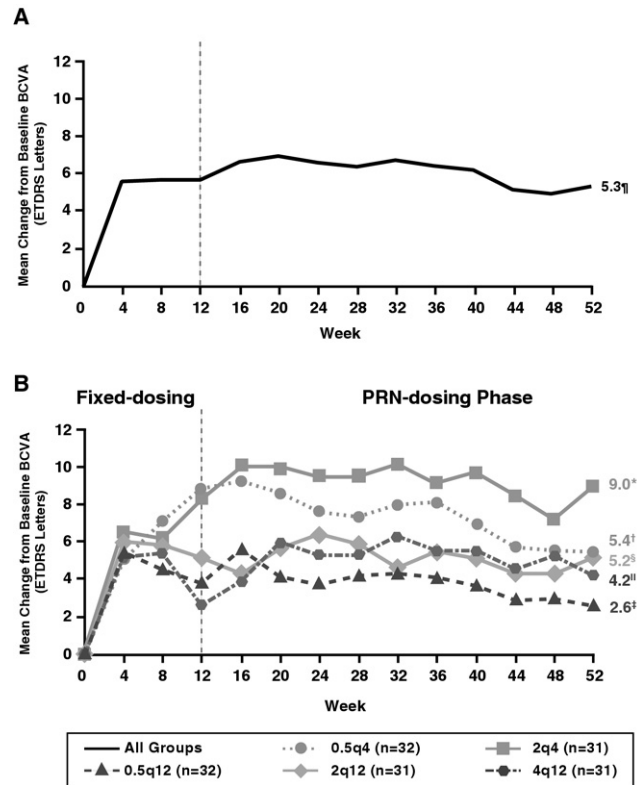 A
Mean Change from Baseline BCVA
(ETDRS Letters)
12
10
8
6
4
2
0
5.3¶
0 4 8 12 16 20 24 28 32 36 40 44 48 52
Week
B
Fixed-dosing PRN-dosing Phase
Mean Change from Baseline BCVA
(ETDRS Letters)
12
10
8
6
4
2
0
9.0*
5.4†
5.2§
4.2||
2.6‡
0 4 8 12 16 20 24 28 32 36 40 44 48 52
Week
All Groups 0.5q4 (n=32) 2q4 (n=31)
0.5q12 (n=32) 2q12 (n=31) 4q12 (n=31)